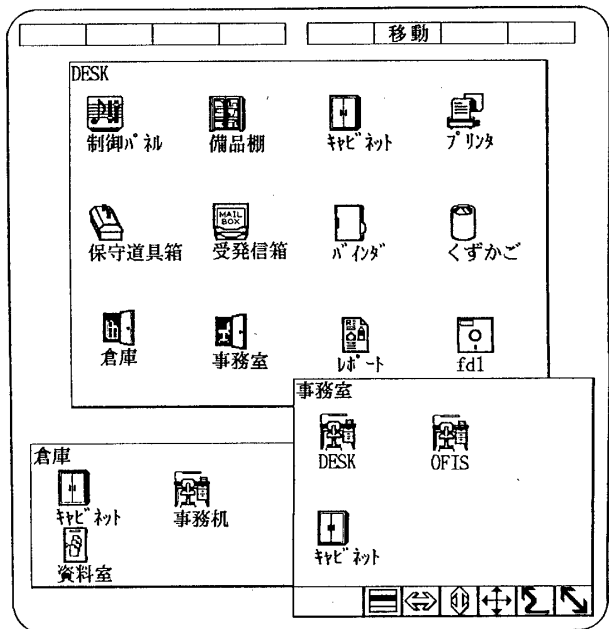 移動
DESK
制御ﾊﾟﾈﾙ
備品棚
ｷｬﾋﾞﾈｯﾄ
ﾌﾟﾘﾝﾀ
保守道具箱
MAIL
BOX
受発信箱
ﾊﾞｲﾝﾀﾞ
くずかご
倉庫
事務室
ﾚﾎﾟｰﾄ
fd1
事務室
DESK
OFIS
ｷｬﾋﾞﾈｯﾄ
倉庫
ｷｬﾋﾞﾈｯﾄ
事務机
資料室